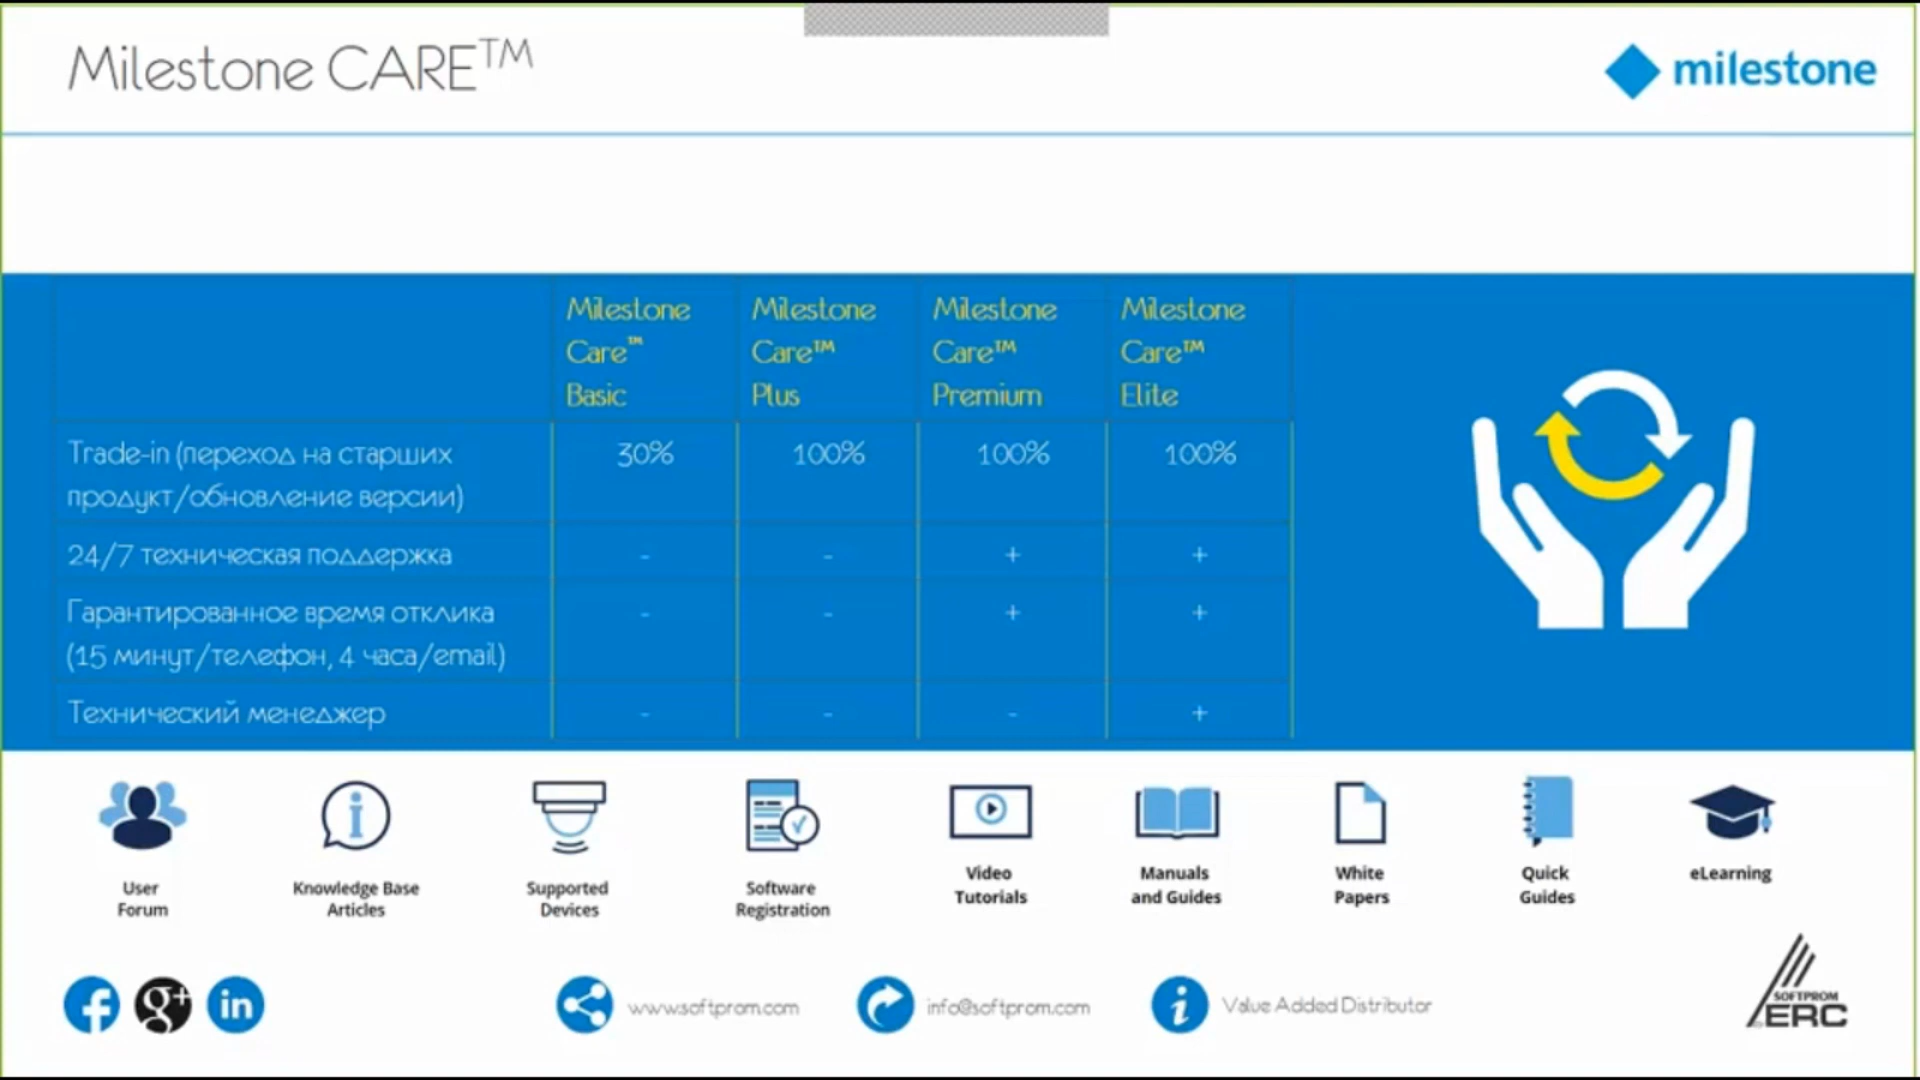 Milestone CARE™
milestone
Milestone Care™ Basic
Milestone Care™ Plus
Milestone Care™ Premium
Milestone Care™ Elite
Trade-in (переход на старших продукт/обновление версии) 30% 100% 100% 100%
24/7 техническая поддержка - - + +
Гарантированное время отклика (15 минут/телефон, 4 часа/email) - - + +
Технический менеджер - - - +
User Forum
Knowledge Base Articles
Supported Devices
Software Registration
Video Tutorials
Manuals and Guides
White Papers
Quick Guides
eLearning
f g+ in
www.softprom.com
info@softprom.com
Value Added Distributor
SOFTPROM
by ERC